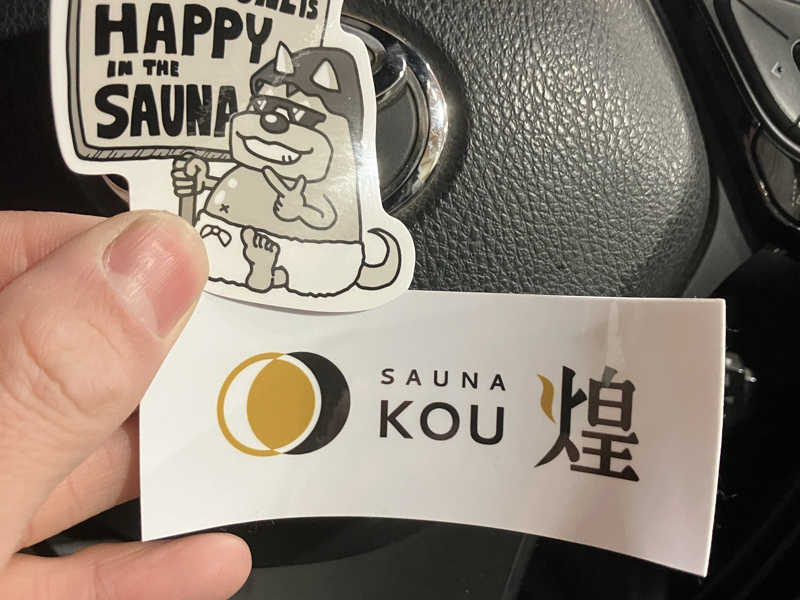 HAPPY
IN THE
SAUNA
SAUNA
KOU
煌